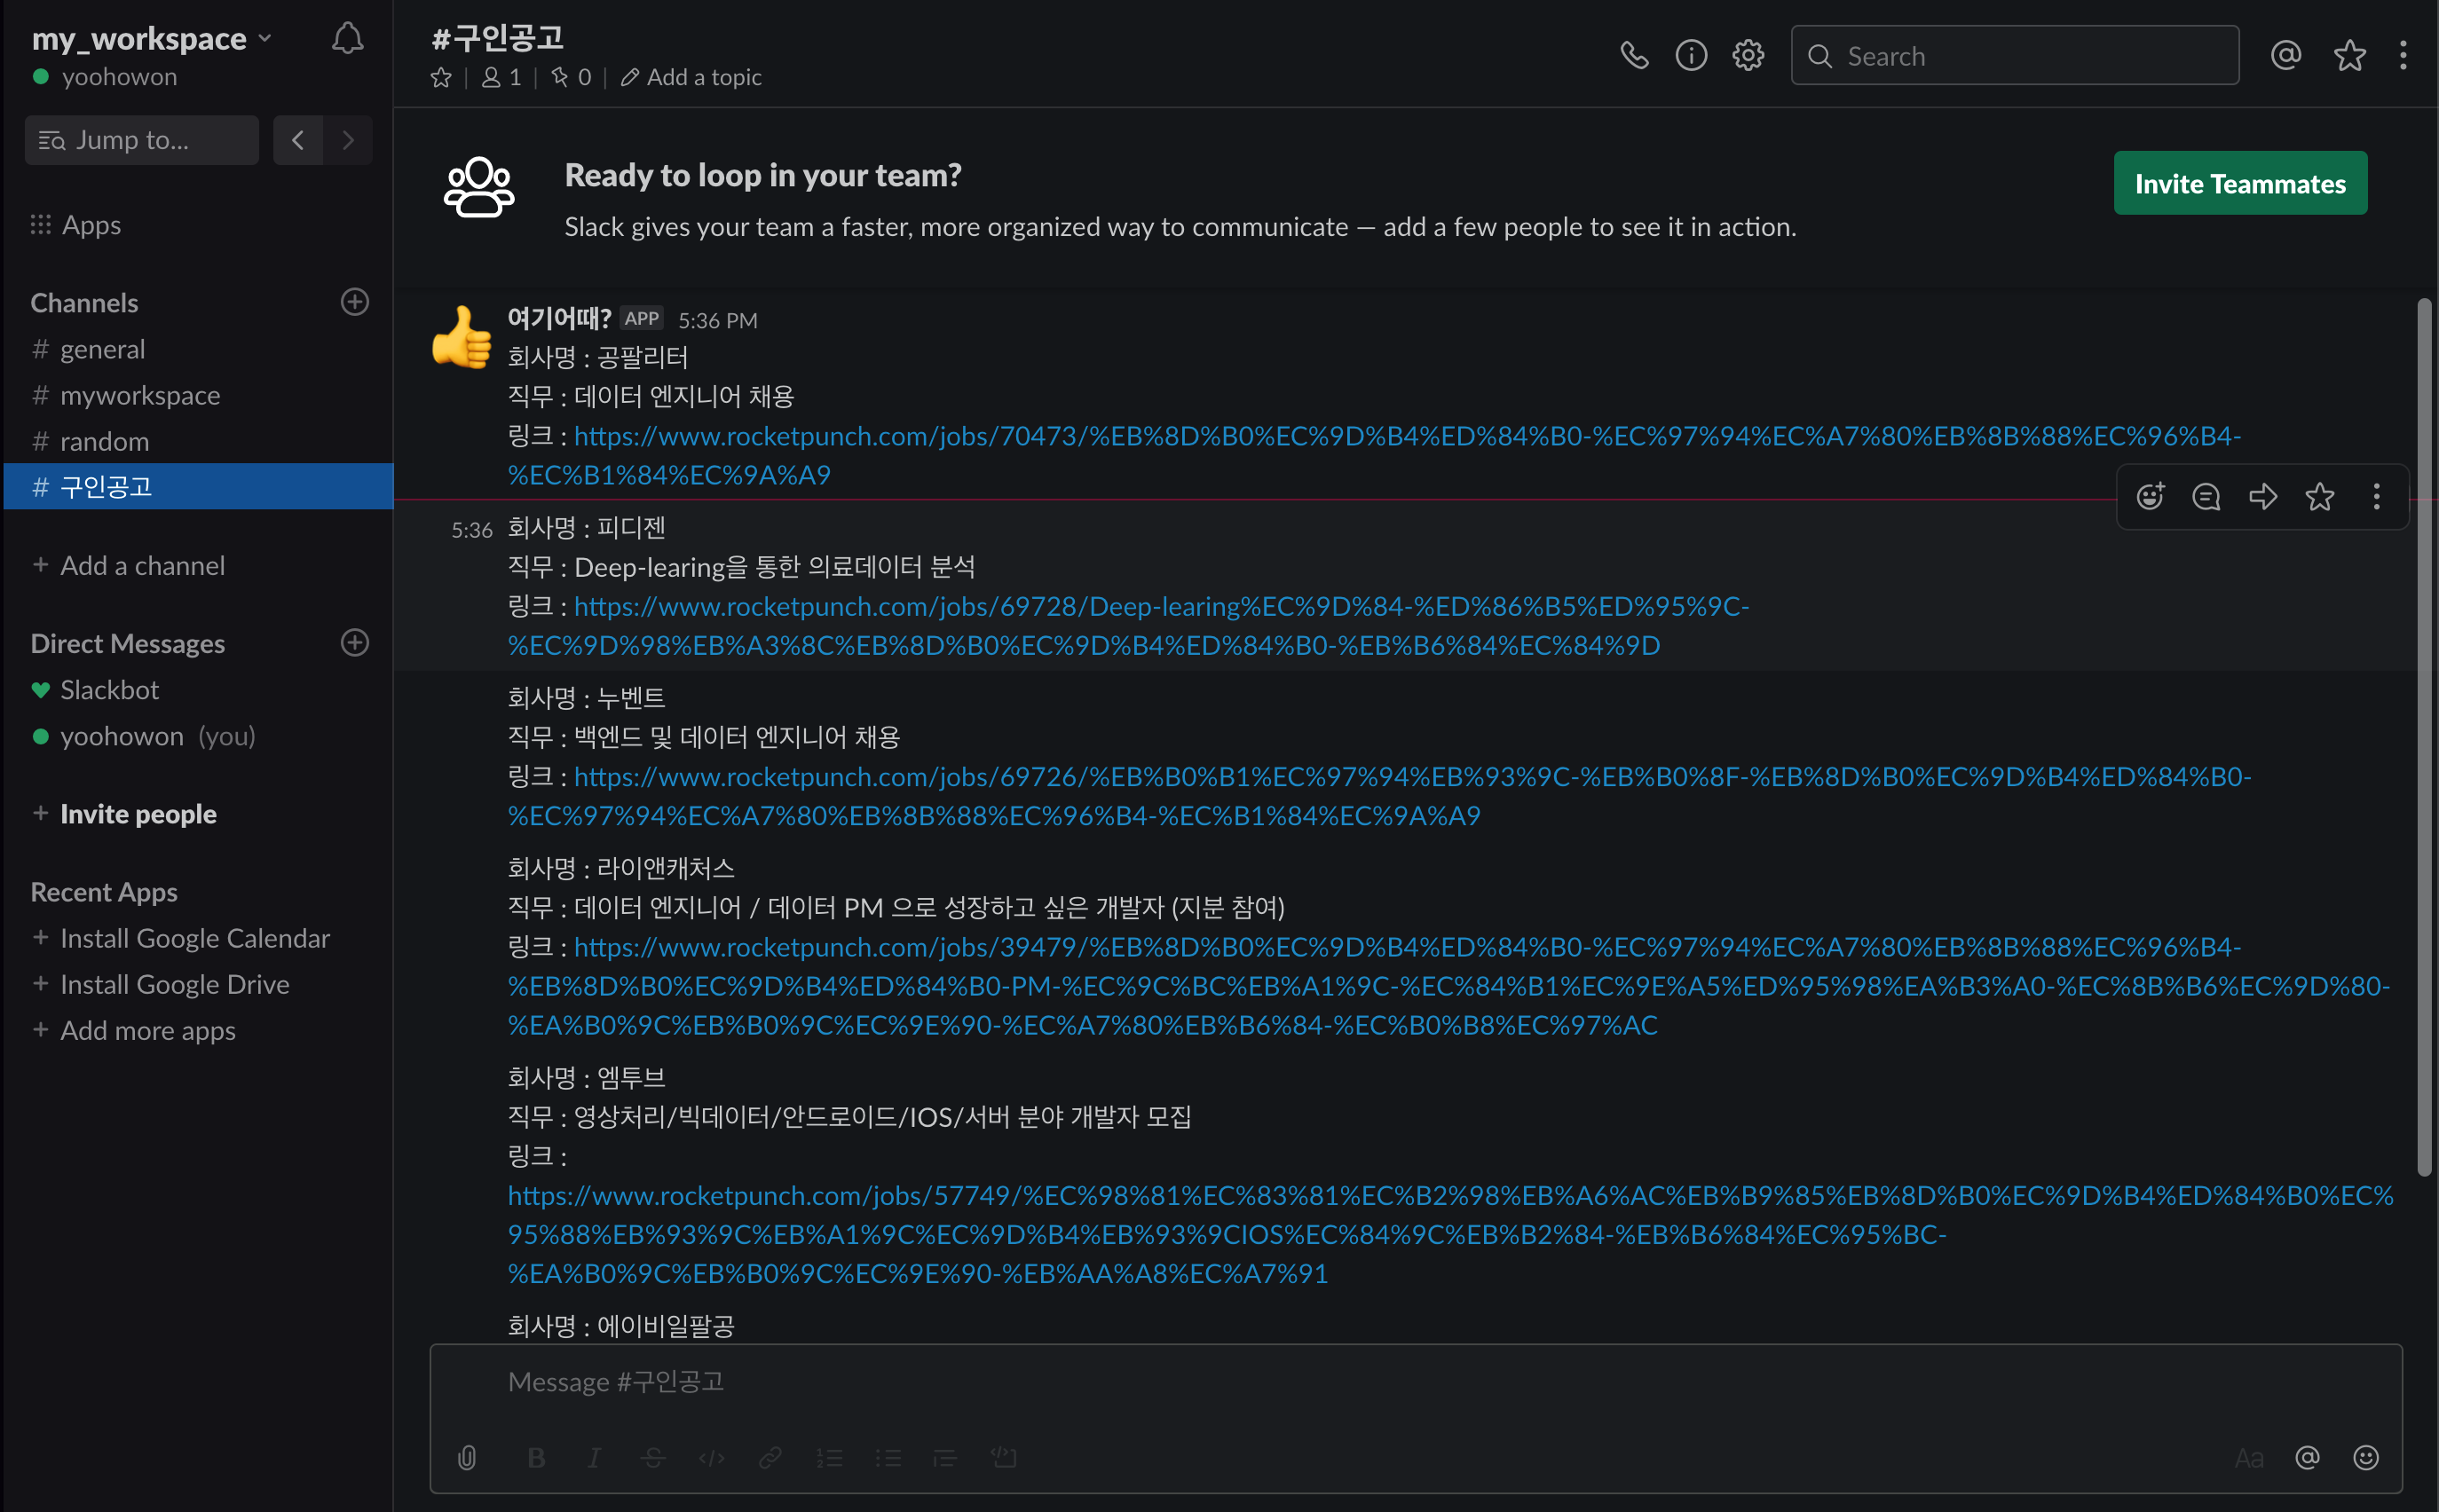 my_workspace
yoohowon
Jump to...
Apps
Channels
# general
# myworkspace
# random
# 구인공고
+ Add a channel
Direct Messages
Slackbot
yoohowon (you)
+ Invite people
Recent Apps
+ Install Google Calendar
+ Install Google Drive
+ Add more apps
#구인공고
1 | 0 | Add a topic
Search
Ready to loop in your team?
Slack gives your team a faster, more organized way to communicate — add a few people to see it in action.
Invite Teammates
여기어때? APP 5:36 PM
회사명 : 공팔리터
직무 : 데이터 엔지니어 채용
링크 : https://www.rocketpunch.com/jobs/70473/%EB%8D%B0%EC%9D%B4%ED%84%B0-%EC%97%94%EC%A7%80%EB%8B%88%EC%96%B4-
%EC%B1%84%EC%9A%A9
5:36 회사명 : 피디젠
직무 : Deep-learing을 통한 의료데이터 분석
링크 : https://www.rocketpunch.com/jobs/69728/Deep-learing%EC%9D%84-%ED%86%B5%ED%95%9C-
%EC%9D%98%EB%A3%8C%EB%8D%B0%EC%9D%B4%ED%84%B0-%EB%B6%84%EC%84%9D
회사명 : 누벤트
직무 : 백엔드 및 데이터 엔지니어 채용
링크 : https://www.rocketpunch.com/jobs/69726/%EB%B0%B1%EC%97%94%EB%93%9C-%EB%B0%8F-%EB%8D%B0%EC%9D%B4%ED%84%B0-
%EC%97%94%EC%A7%80%EB%8B%88%EC%96%B4-%EC%B1%84%EC%9A%A9
회사명 : 라이앤캐처스
직무 : 데이터 엔지니어 / 데이터 PM 으로 성장하고 싶은 개발자 (지분 참여)
링크 : https://www.rocketpunch.com/jobs/39479/%EB%8D%B0%EC%9D%B4%ED%84%B0-%EC%97%94%EC%A7%80%EB%8B%88%EC%96%B4-
%EB%8D%B0%EC%9D%B4%ED%84%B0-PM-%EC%9C%BC%EB%A1%9C-%EC%84%B1%EC%9E%A5%ED%95%98%EA%B3%A0-%EC%8B%B6%EC%9D%80-
%EA%B0%9C%EB%B0%9C%EC%9E%90-%EC%A7%80%EB%B6%84-%EC%B0%B8%EC%97%AC
회사명 : 엠투브
직무 : 영상처리/빅데이터/안드로이드/IOS/서버 분야 개발자 모집
링크 :
https://www.rocketpunch.com/jobs/57749/%EC%98%81%EC%83%81%EC%B2%98%EB%A6%AC%EB%B9%85%EB%8D%B0%EC%9D%B4%ED%84%B0%EC%
95%88%EB%93%9C%EB%A1%9C%EC%9D%B4%EB%93%9CIOS%EC%84%9C%EB%B2%84-%EB%B6%84%EC%95%BC-
%EA%B0%9C%EB%B0%9C%EC%9E%90-%EB%AA%A8%EC%A7%91
회사명 : 에이비일팔공
Message #구인공고
Aa